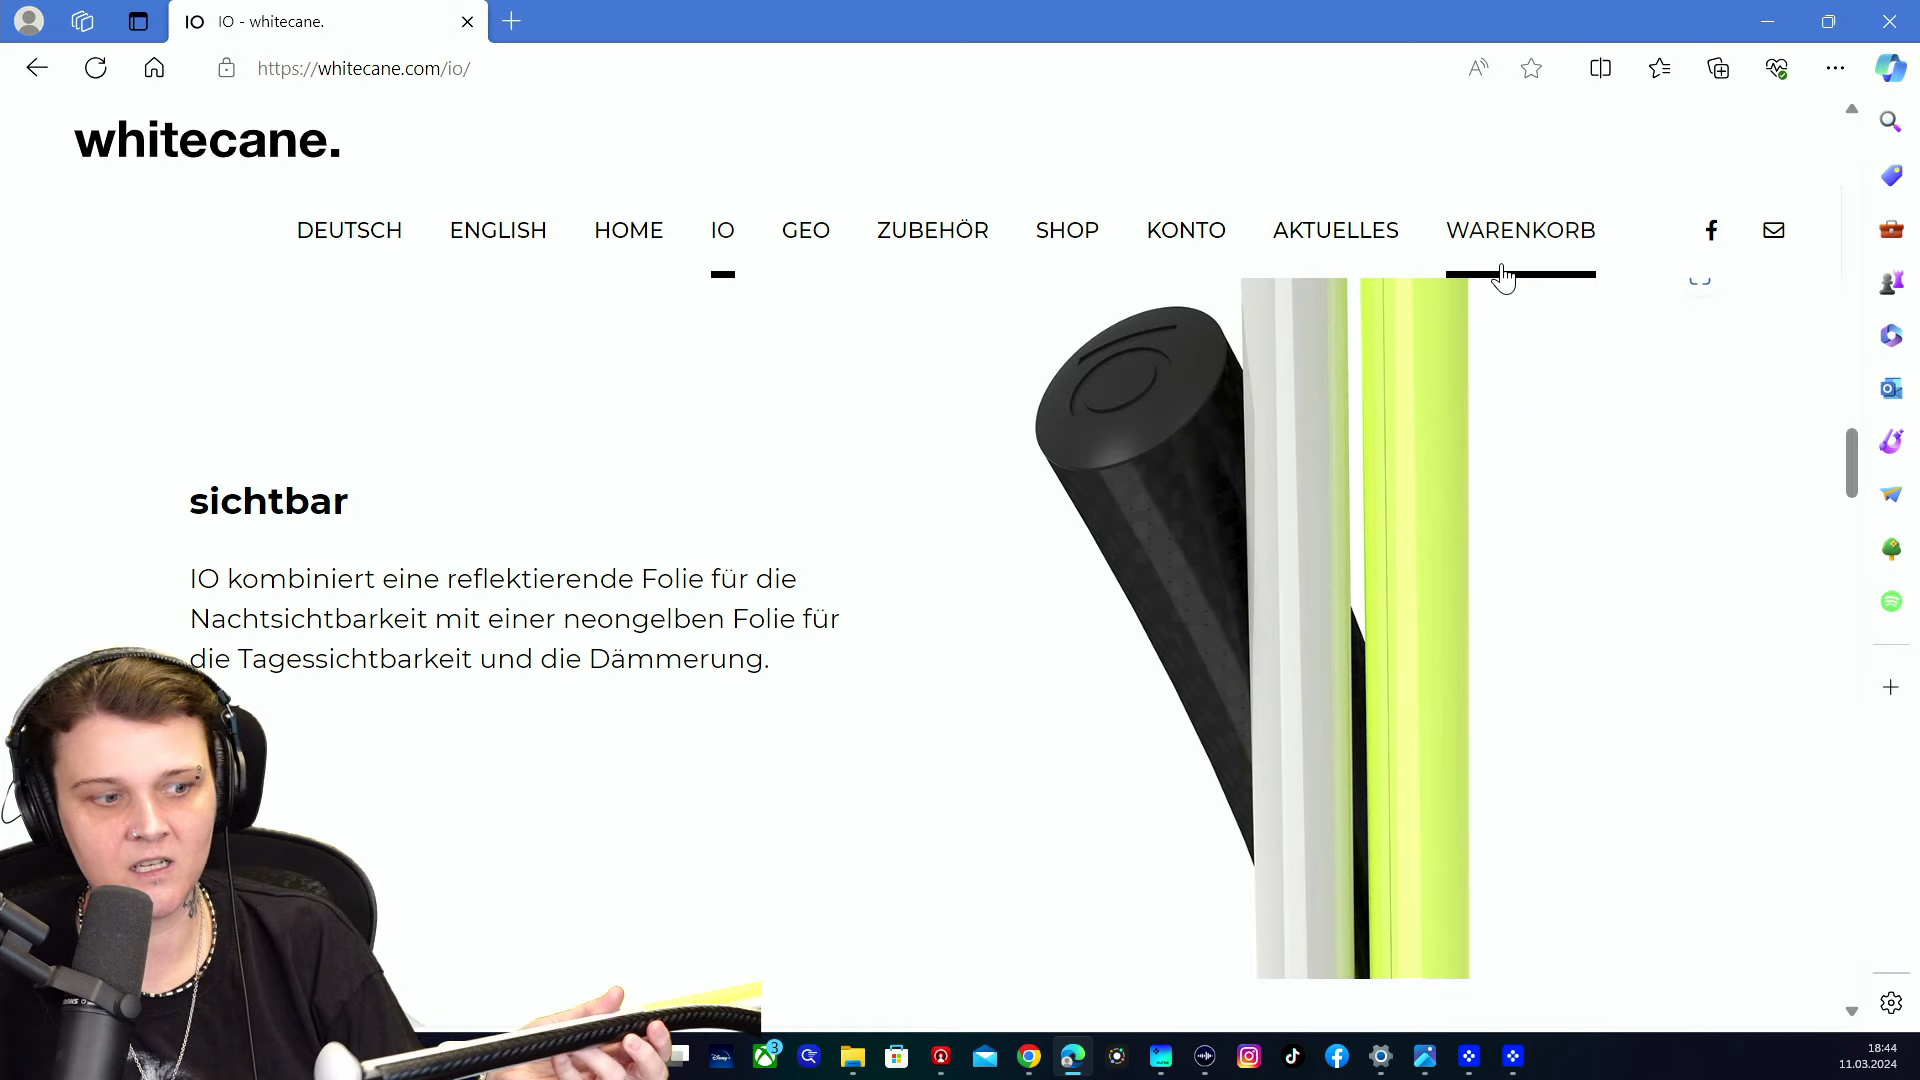 IO IO - whitecane.
https://whitecane.com/io/
whitecane.
DEUTSCH ENGLISH HOME IO GEO ZUBEHÖR SHOP KONTO AKTUELLES WARENKORB
sichtbar
IO kombiniert eine reflektierende Folie für die
Nachtsichtbarkeit mit einer neongelben Folie für
die Tagessichtbarkeit und die Dämmerung.
3
18:44
11.03.2024